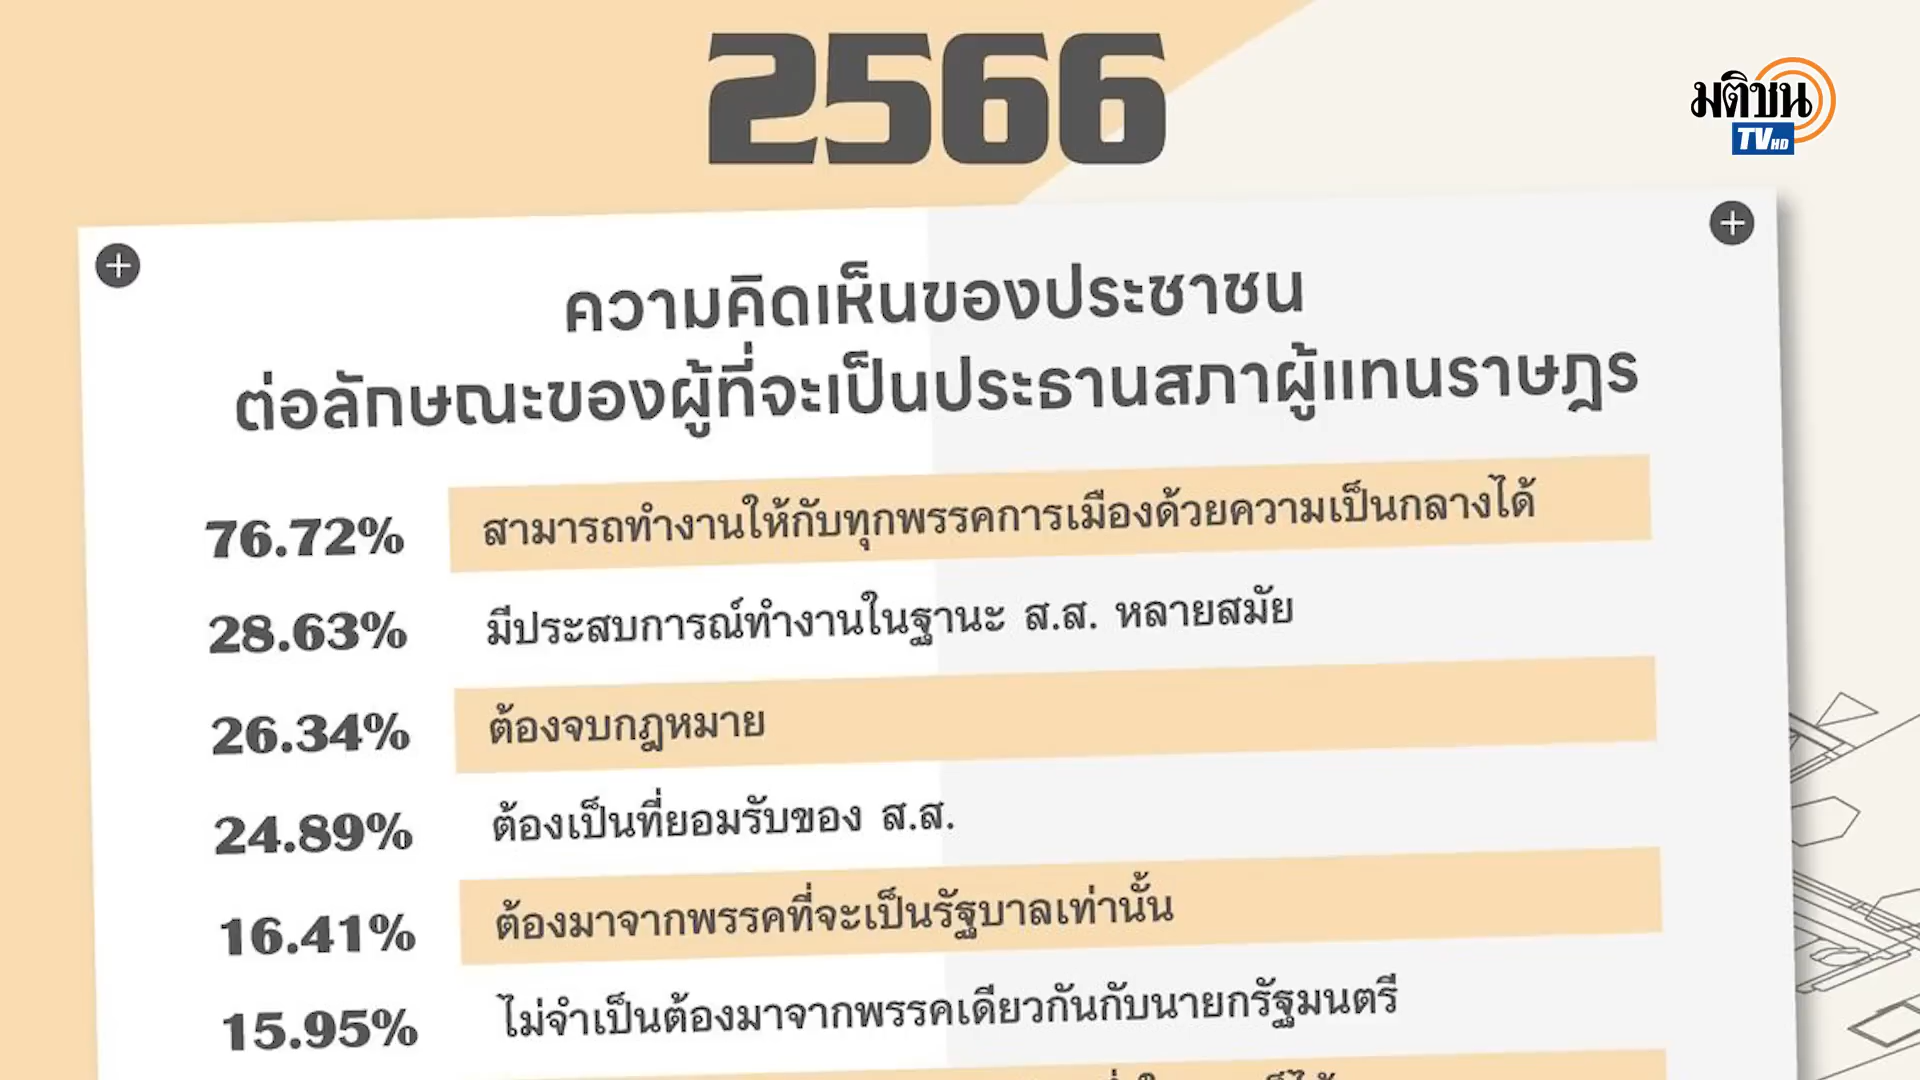 2566
มติชน
TV HD
ความคิดเห็นของประชาชน
ต่อลักษณะของผู้ที่จะเป็นประธานสภาผู้แทนราษฎร
76.72% สามารถทำงานให้กับทุกพรรคการเมืองด้วยความเป็นกลางได้
28.63% มีประสบการณ์ทำงานในฐานะ ส.ส. หลายสมัย
26.34% ต้องจบกฎหมาย
24.89% ต้องเป็นที่ยอมรับของ ส.ส.
16.41% ต้องมาจากพรรคที่จะเป็นรัฐบาลเท่านั้น
15.95% ไม่จำเป็นต้องมาจากพรรคเดียวกันกับนายกรัฐมนตรี